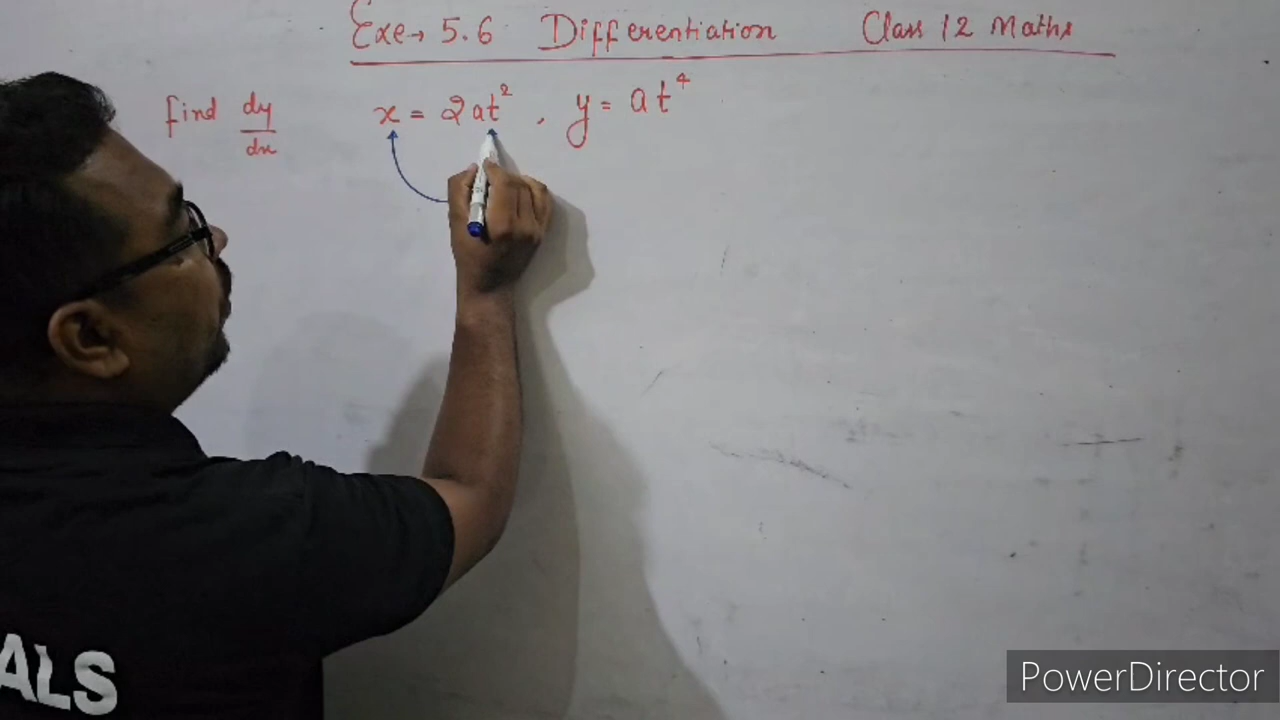 Exe→ 5.6 Differentiation Class 12 Maths
Find dy/dx x = 2at², y = at⁴
ALS
PowerDirector